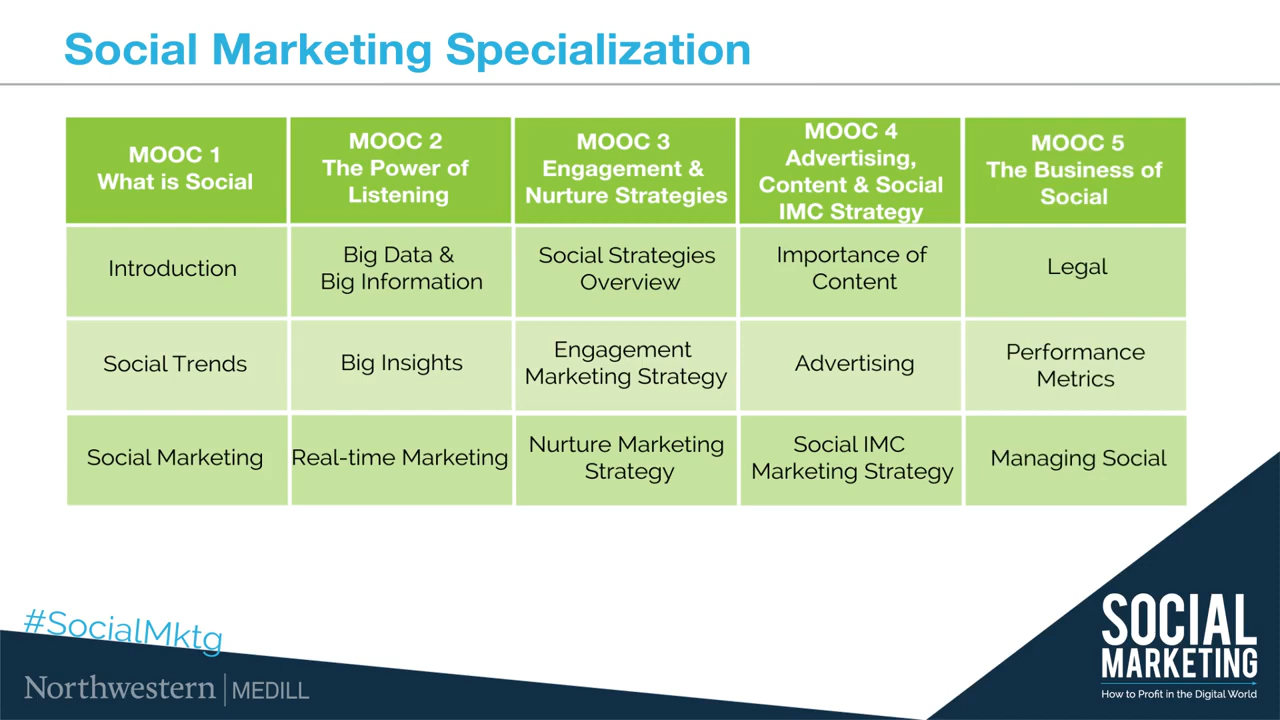 Social Marketing Specialization
MOOC 1
What is Social
MOOC 2
The Power of
Listening
MOOC 3
Engagement &
Nurture Strategies
MOOC 4
Advertising,
Content & Social
IMC Strategy
MOOC 5
The Business of
Social
Introduction
Big Data &
Big Information
Social Strategies
Overview
Importance of
Content
Legal
Social Trends
Big Insights
Engagement
Marketing Strategy
Advertising
Performance
Metrics
Social Marketing
Real-time Marketing
Nurture Marketing
Strategy
Social IMC
Marketing Strategy
Managing Social
#SocialMktg
Northwestern | MEDILL
SOCIAL
MARKETING
How to Profit in the Digital World